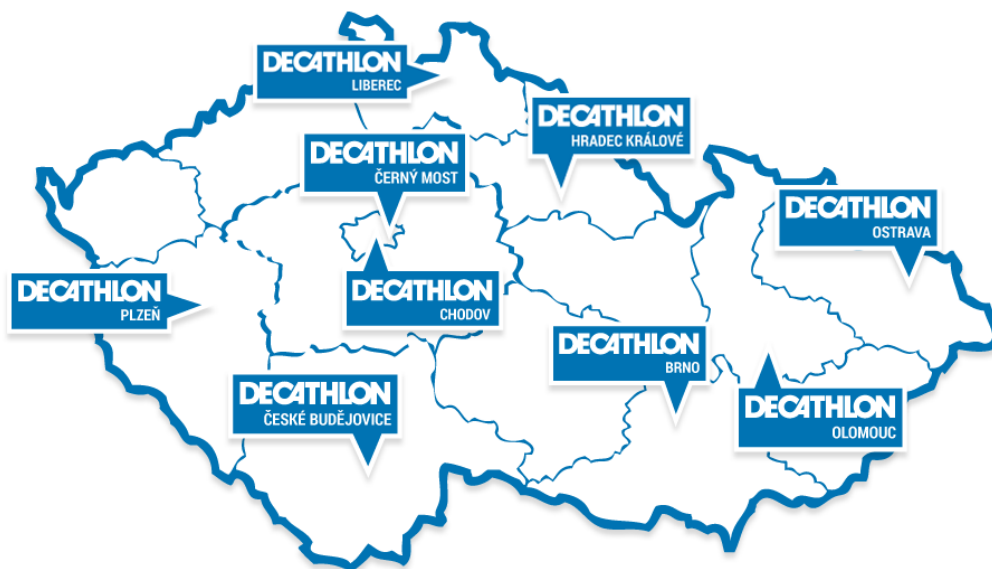 DECATHLON
LIBEREC
DECATHLON
HRADEC KRÁLOVÉ
DECATHLON
ČERNÝ MOST
DECATHLON
OSTRAVA
DECATHLON
PLZEŇ
DECATHLON
CHODOV
DECATHLON
BRNO
DECATHLON
ČESKÉ BUDĚJOVICE
DECATHLON
OLOMOUC